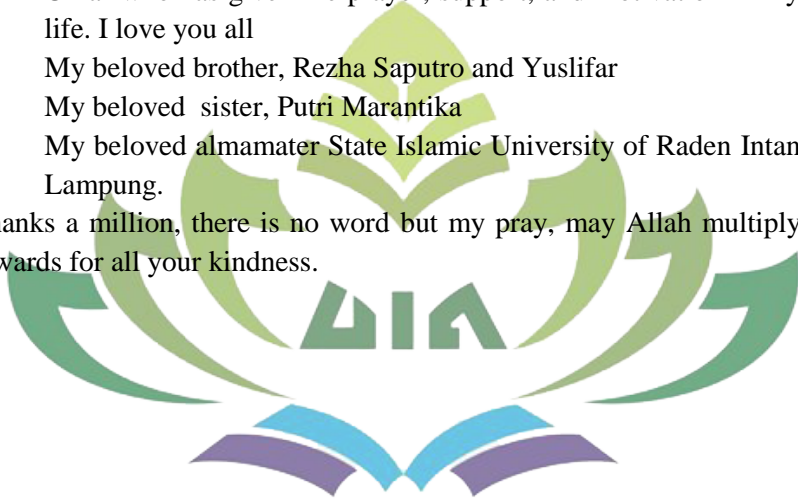 life. I love you all
My beloved brother, Rezha Saputro and Yuslifar
My beloved sister, Putri Marantika
My beloved almamater State Islamic University of Raden Intan
Lampung.
hanks a million, there is no word but my pray, may Allah multiply
wards for all your kindness.
UIN